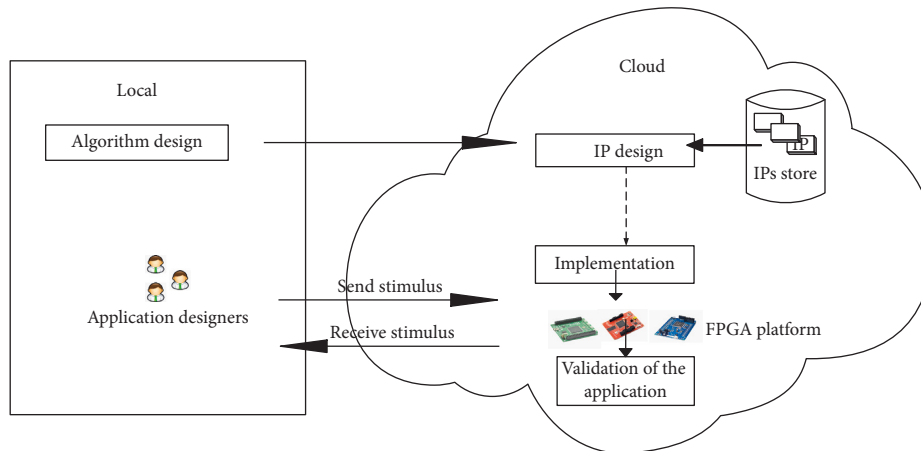 Local
Cloud
Algorithm design
IP design
IP
IPs store
Implementation
Send stimulus
Application designers
Receive stimulus
FPGA platform
Validation of the
application